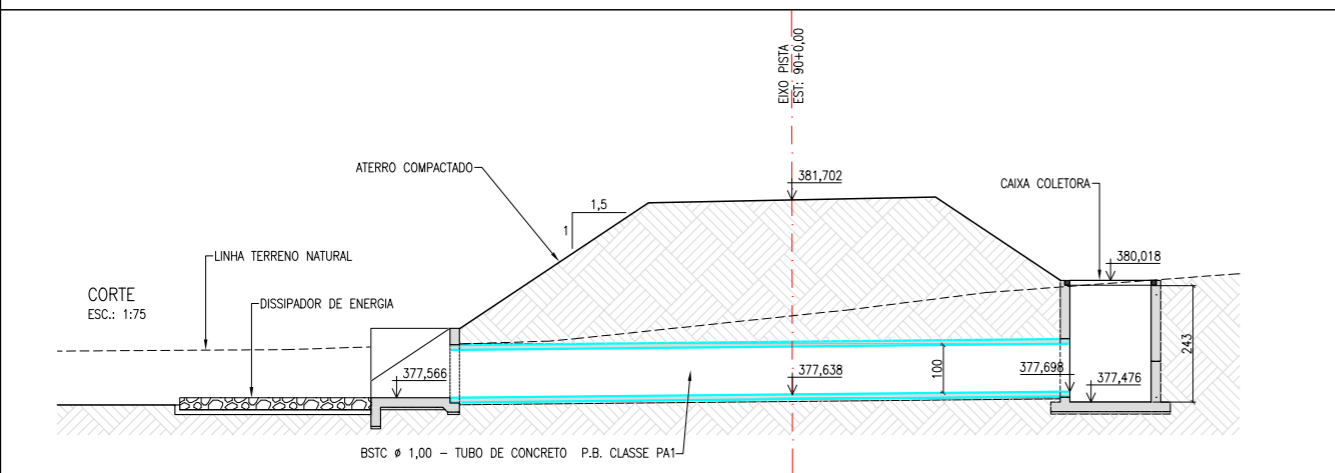 EIXO PISTA
EST: 90+0,00
ATERRO COMPACTADO
381,702
CAIXA COLETORA
1,5
1
LINHA TERRENO NATURAL
380,018
CORTE
ESC.: 1:75
DISSIPADOR DE ENERGIA
243
377,566
377,638
100
377,698
377,476
BSTC ø 1,00 – TUBO DE CONCRETO P.B. CLASSE PA1